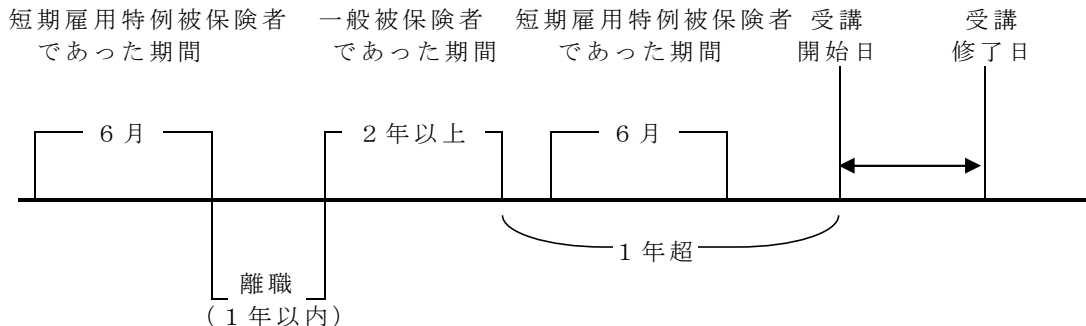 短期雇用特例被保険者 一般被保険者 短期雇用特例被保険者 受講 受講
であった期間 であった期間 であった期間 開始日 修了日
6月 2年以上 6月
1年超
離職
(1年以内)